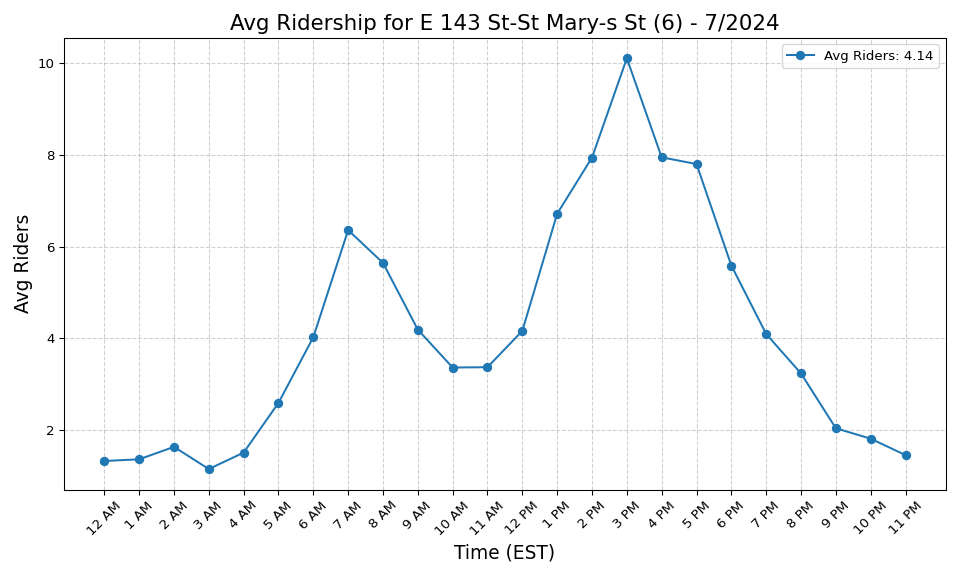 Avg Ridership for E 143 St-St Mary-s St (6) - 7/2024
Avg Riders: 4.14
Avg Riders
10
8
6
4
2
12 AM
1 AM
2 AM
3 AM
4 AM
5 AM
6 AM
7 AM
8 AM
9 AM
10 AM
11 AM
12 PM
1 PM
2 PM
3 PM
4 PM
5 PM
6 PM
7 PM
8 PM
9 PM
10 PM
11 PM
Time (EST)